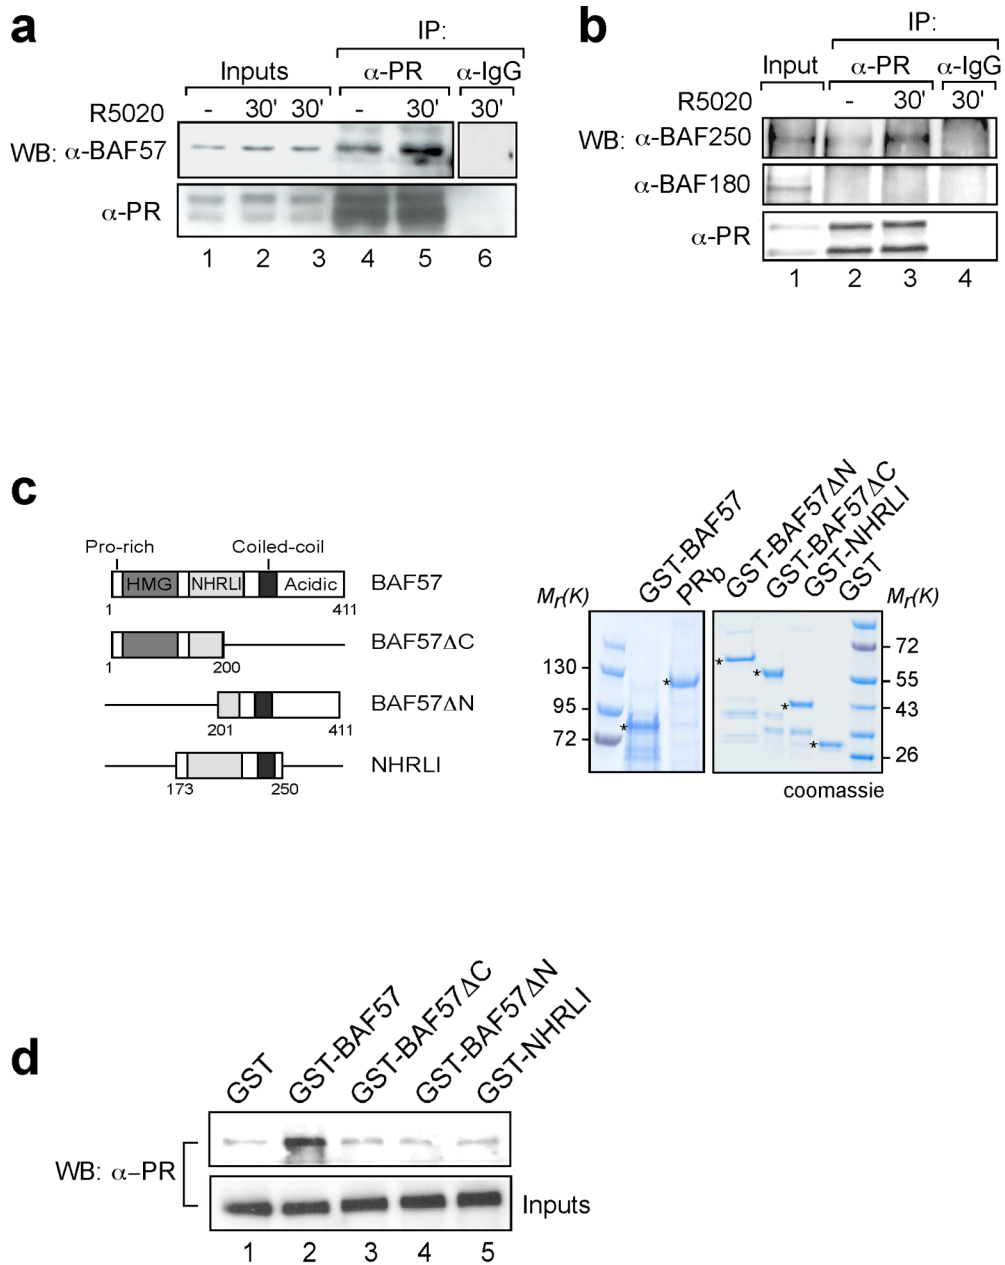 a
IP:
Inputs
α-PR
α-IgG
R5020
- 30' 30' - 30' 30'
WB: α-BAF57
α-PR
1 2 3 4 5 6
b
IP:
Input
α-PR
α-IgG
R5020
- 30' 30'
WB: α-BAF250
α-BAF180
α-PR
1 2 3 4
c
Pro-rich
Coiled-coil
HMG
NHRLI
Acidic
BAF57
1
411
BAF57ΔC
1
200
BAF57ΔN
201
411
NHRLI
173
250
GST-BAF57
PRb
GST-BAF57ΔN
GST-BAF57ΔC
GST-NHRLI
GST
Mr(K)
Mr(K)
130
95
72
*
*
*
*
*
*
72
55
43
26
coomassie
d
GST
GST-BAF57
GST-BAF57ΔC
GST-BAF57ΔN
GST-NHRLI
WB: α–PR
Inputs
1 2 3 4 5